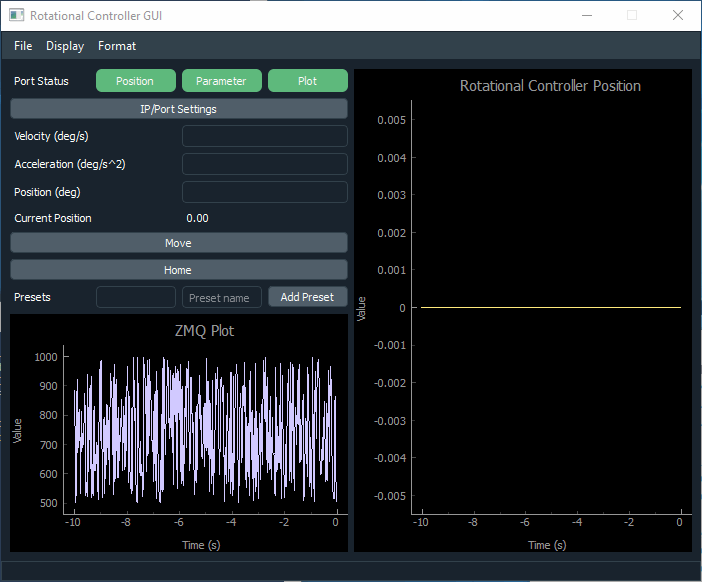 Rotational Controller GUI
File Display Format
Port Status Position Parameter Plot
IP/Port Settings
Velocity (deg/s)
Acceleration (deg/s^2)
Position (deg)
Current Position 0.00
Move
Home
Presets Preset name Add Preset
ZMQ Plot
1000
900
800
700
600
500
Value
-10 -8 -6 -4 -2 0
Time (s)
Rotational Controller Position
0.005
0.004
0.003
0.002
0.001
0
-0.001
-0.002
-0.003
-0.004
-0.005
Value
-10 -8 -6 -4 -2 0
Time (s)